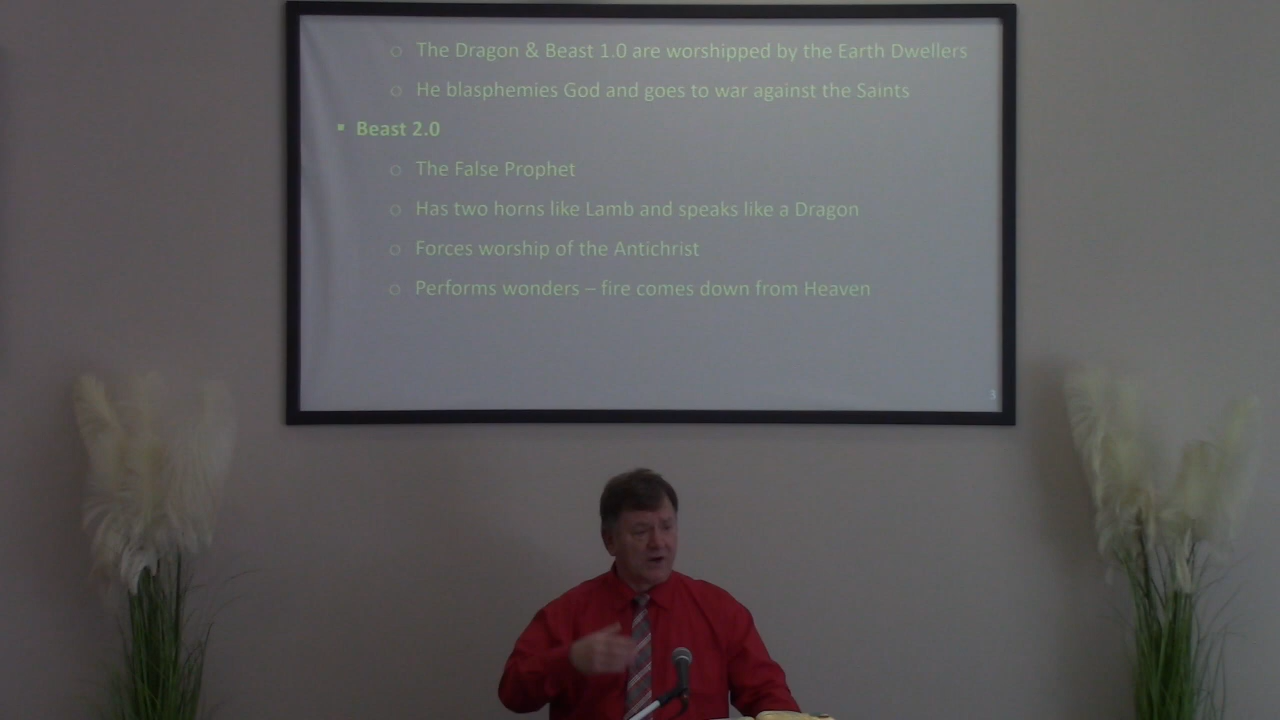 The Dragon & Beast 1.0 are worshipped by the Earth Dwellers
He blasphemies God and goes to war against the Saints
Beast 2.0
The False Prophet
Has two horns like Lamb and speaks like a Dragon
Forces worship of the Antichrist
Performs wonders – fire comes down from Heaven
3